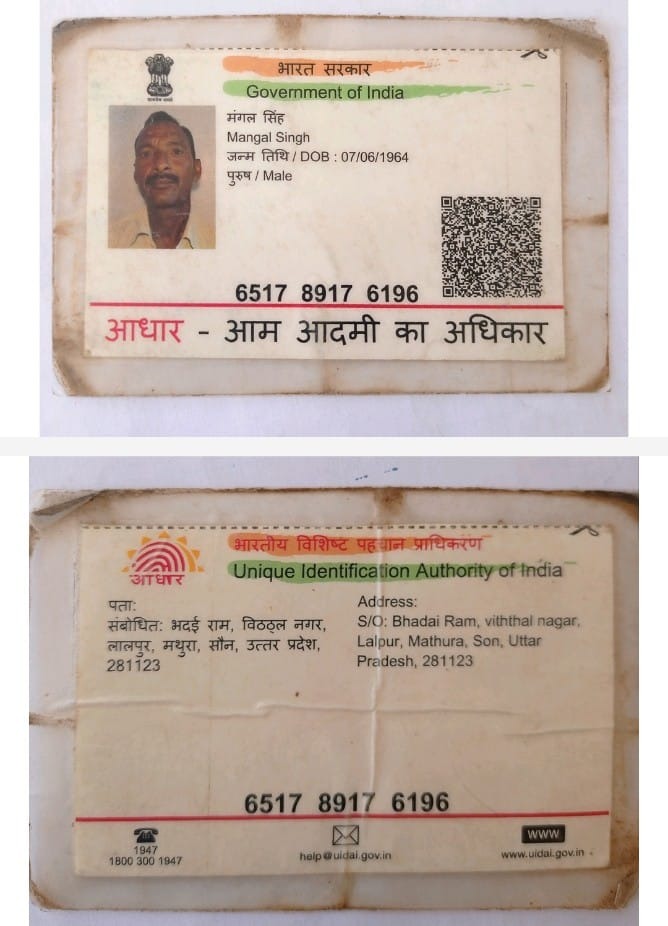 भारत सरकार
Government of India
मंगल सिंह
Mangal Singh
जन्म तिथि / DOB : 07/06/1964
पुरुष / Male
6517 8917 6196
आधार - आम आदमी का अधिकार
भारतीय विशिष्ट पहचान प्राधिकरण
Unique Identification Authority of India
आधार
पता:
संबोधित: भदई राम, विठठ्ल नगर,
लालपुर, मथुरा, सौन, उत्तर प्रदेश,
281123
Address:
S/O: Bhadai Ram, viththal nagar,
Lalpur, Mathura, Son, Uttar
Pradesh, 281123
6517 8917 6196
1947
1800 300 1947
help@uidai.gov.in
www
www.uidai.gov.in